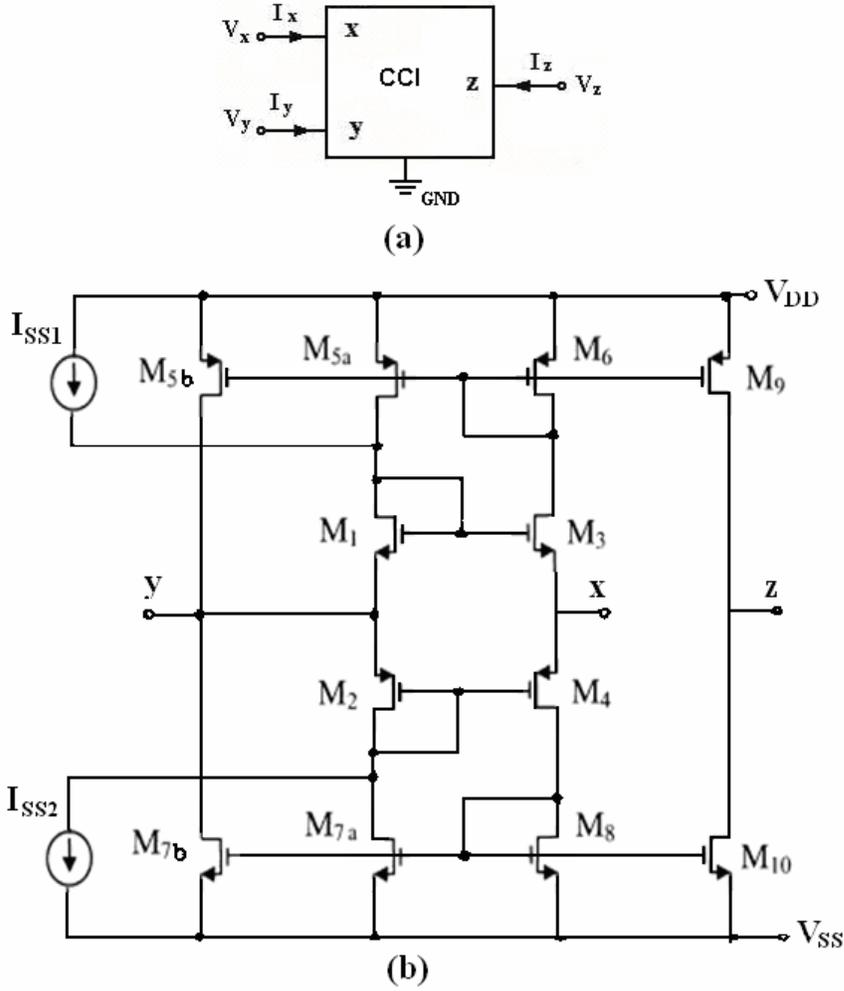 Ix
Vx
x
CCI
z
Iz
Vz
Iy
Vy
y
GND
(a)
VDD
ISS1
M5b
M5a
M6
M9
M1
M3
y
x
z
M2
M4
ISS2
M7b
M7a
M8
M10
VSS
(b)